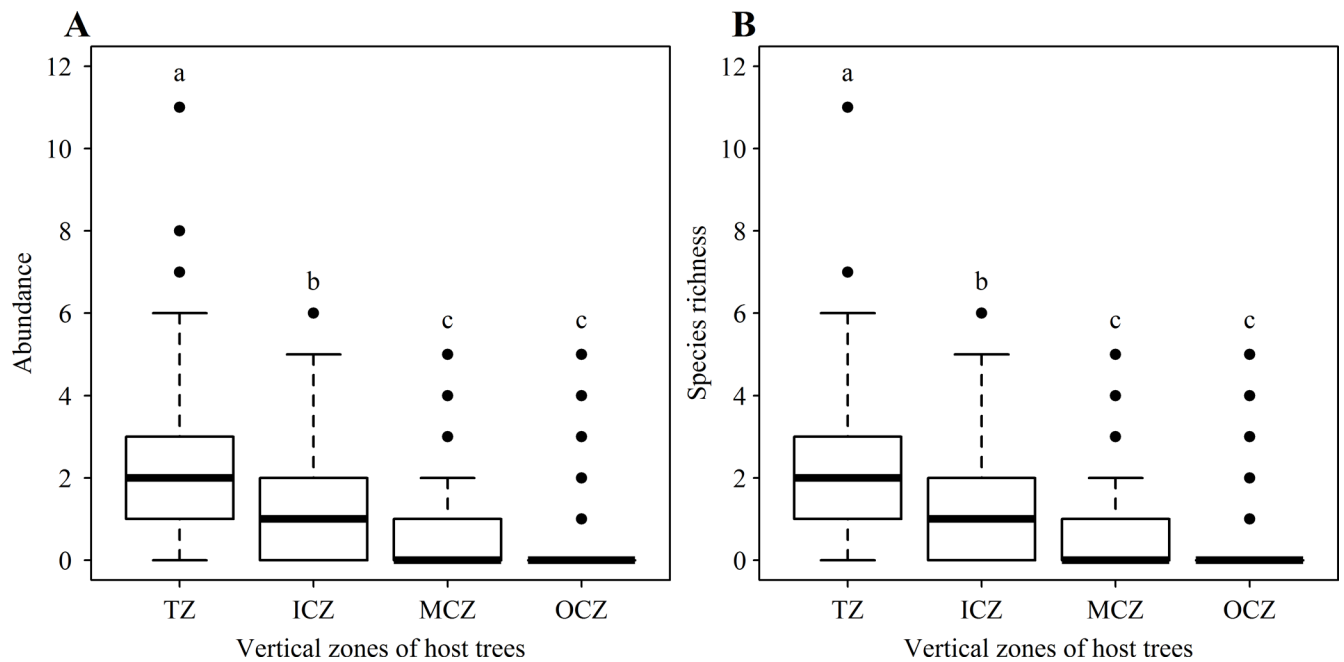 A
12
10
8
6
4
2
0
Abundance
a
b
c
c
TZ
ICZ
MCZ
OCZ
Vertical zones of host trees
B
12
10
8
6
4
2
0
Species richness
a
b
c
c
TZ
ICZ
MCZ
OCZ
Vertical zones of host trees